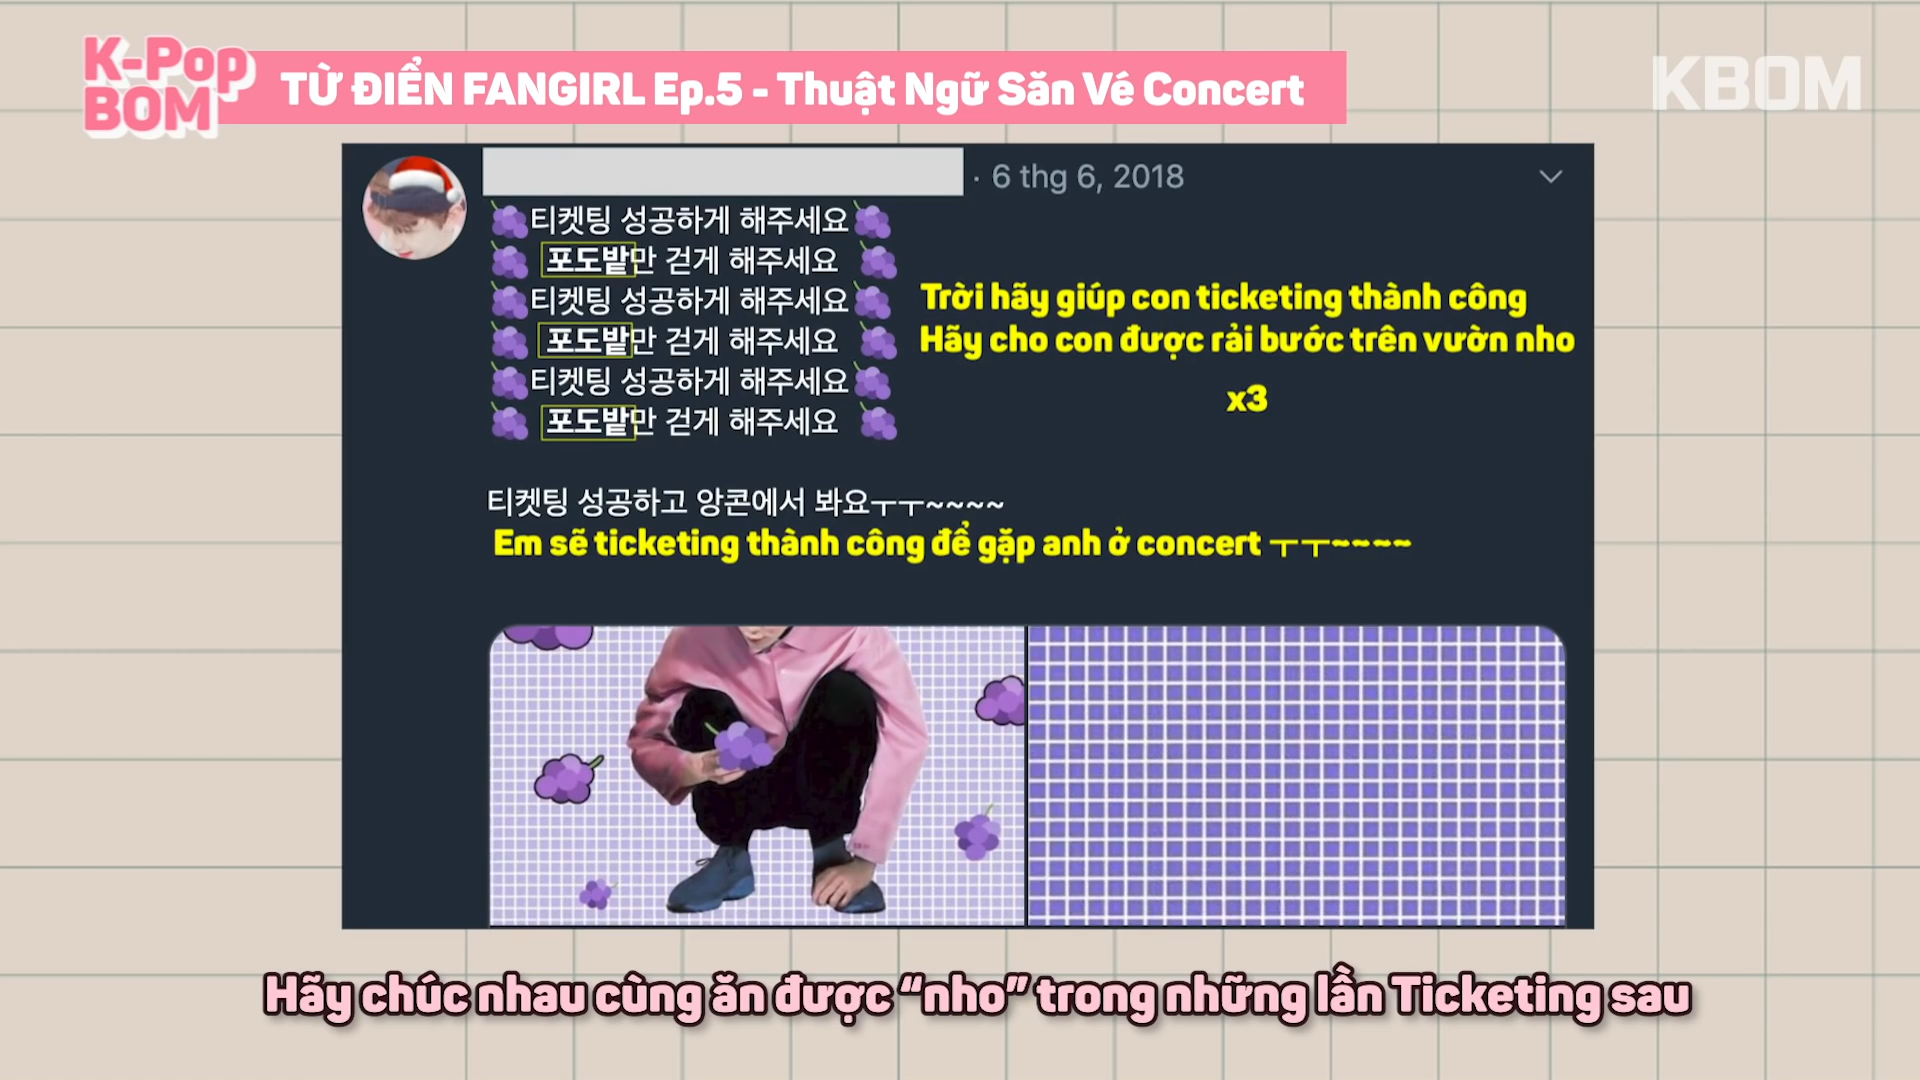 K-Pop
BOM
TỪ ĐIỂN FANGIRL Ep.5 - Thuật Ngữ Săn Vé Concert
KBOM
· 6 thg 6, 2018
🍇티켓팅 성공하게 해주세요🍇
🍇 포도밭만 걷게 해주세요 🍇
🍇티켓팅 성공하게 해주세요🍇
🍇 포도밭만 걷게 해주세요 🍇
🍇티켓팅 성공하게 해주세요🍇
🍇 포도밭만 걷게 해주세요 🍇
Trời hãy giúp con ticketing thành công
Hãy cho con được rải bước trên vườn nho
x3
티켓팅 성공하고 앙콘에서 봐요ㅜㅜ~~~~
Em sẽ ticketing thành công để gặp anh ở concert ㅜㅜ~~~~
Hãy chúc nhau cùng ăn được “nho” trong những lần Ticketing sau